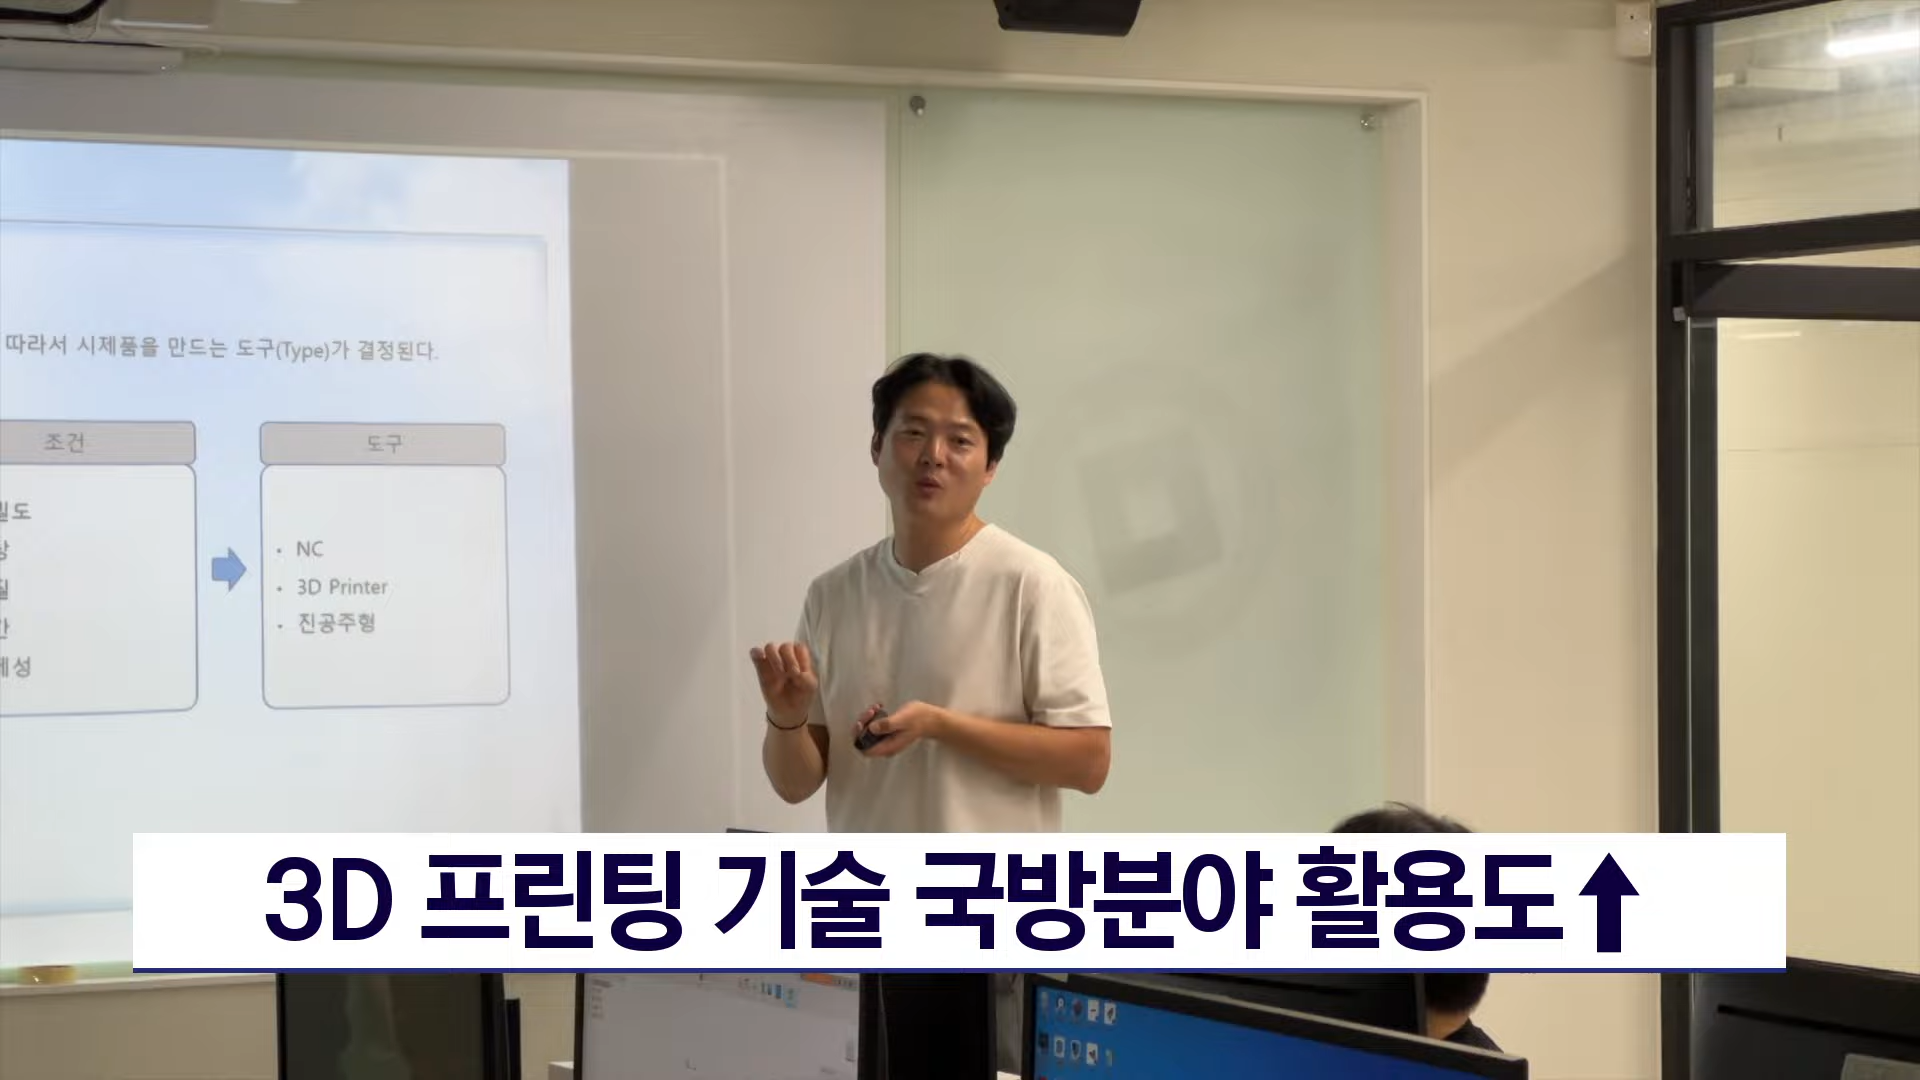 따라서 시제품을 만드는 도구(Type)가 결정된다.
조건
도구
• NC
• 3D Printer
• 진공주형
3D 프린팅 기술 국방분야 활용도↑